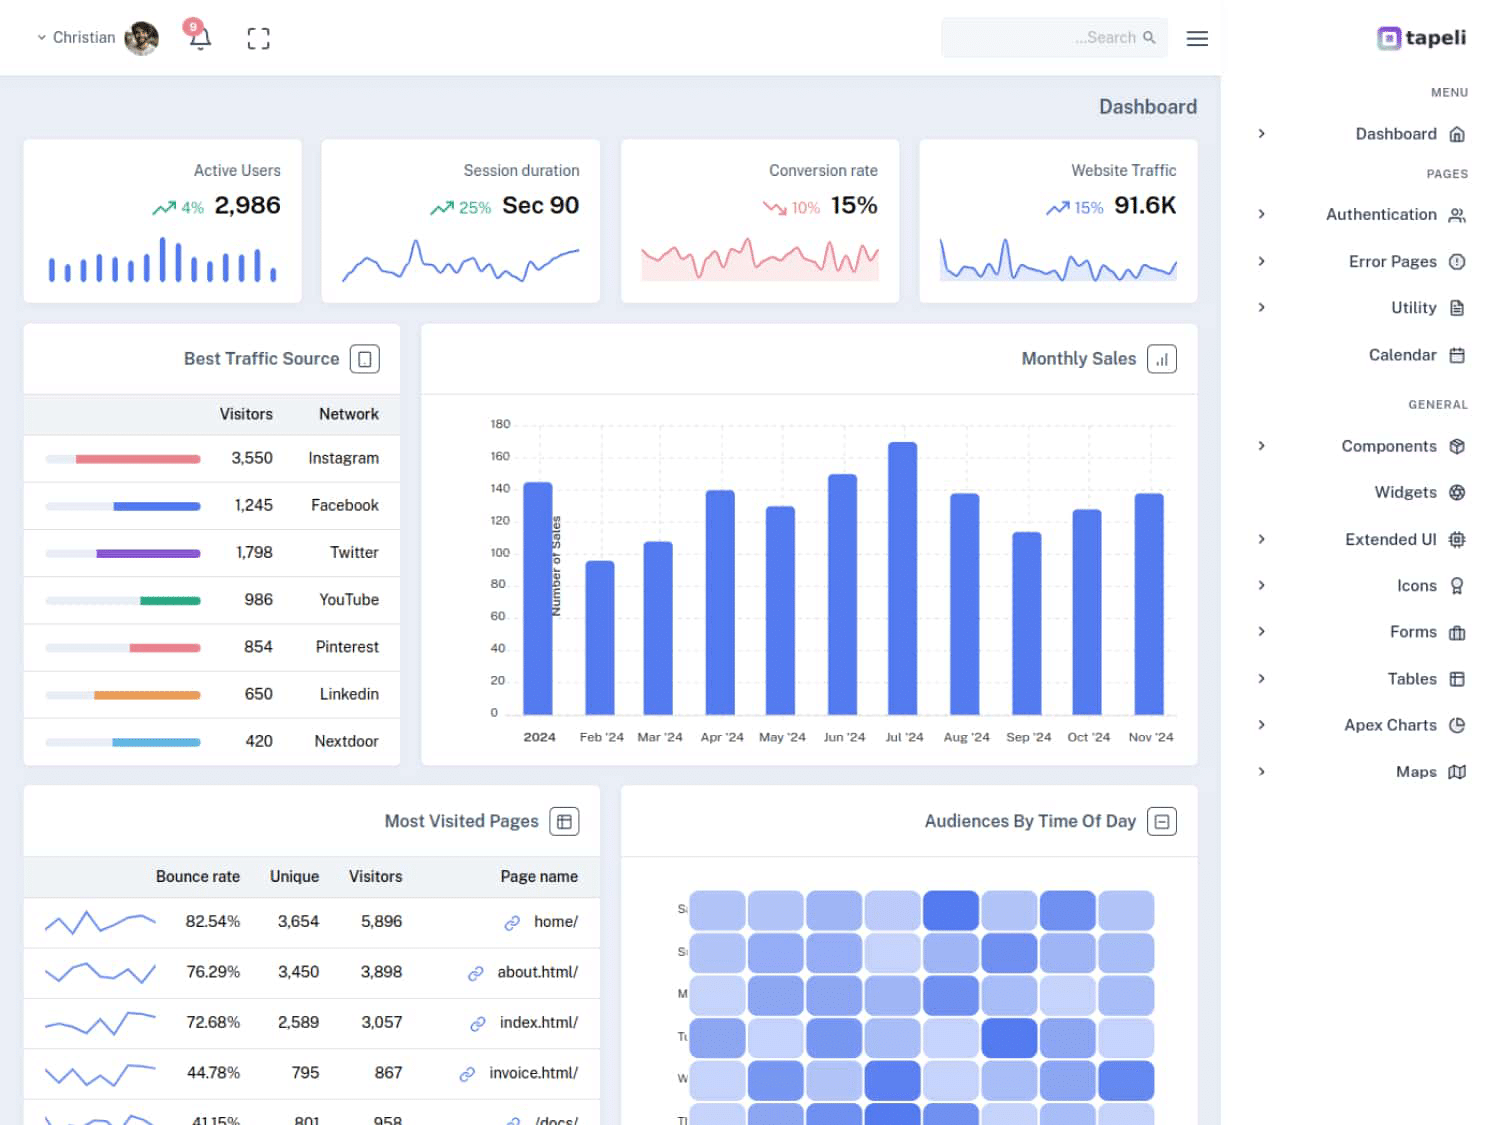 Christian
9
...Search
tapeli
MENU
Dashboard
PAGES
Authentication
Error Pages
Utility
Calendar
GENERAL
Components
Widgets
Extended UI
Icons
Forms
Tables
Apex Charts
Maps
Dashboard
Active Users
4% 2,986
Session duration
25% Sec 90
Conversion rate
10% 15%
Website Traffic
15% 91.6K
Best Traffic Source
Visitors Network
3,550 Instagram
1,245 Facebook
1,798 Twitter
986 YouTube
854 Pinterest
650 Linkedin
420 Nextdoor
Monthly Sales
180
160
140
120
100
80
60
40
20
0
Number of Sales
2024 Feb '24 Mar '24 Apr '24 May '24 Jun '24 Jul '24 Aug '24 Sep '24 Oct '24 Nov '24
Most Visited Pages
Bounce rate Unique Visitors Page name
82.54% 3,654 5,896 home/
76.29% 3,450 3,898 about.html/
72.68% 2,589 3,057 index.html/
44.78% 795 867 invoice.html/
41.15% 801 958 /docs/
Audiences By Time Of Day